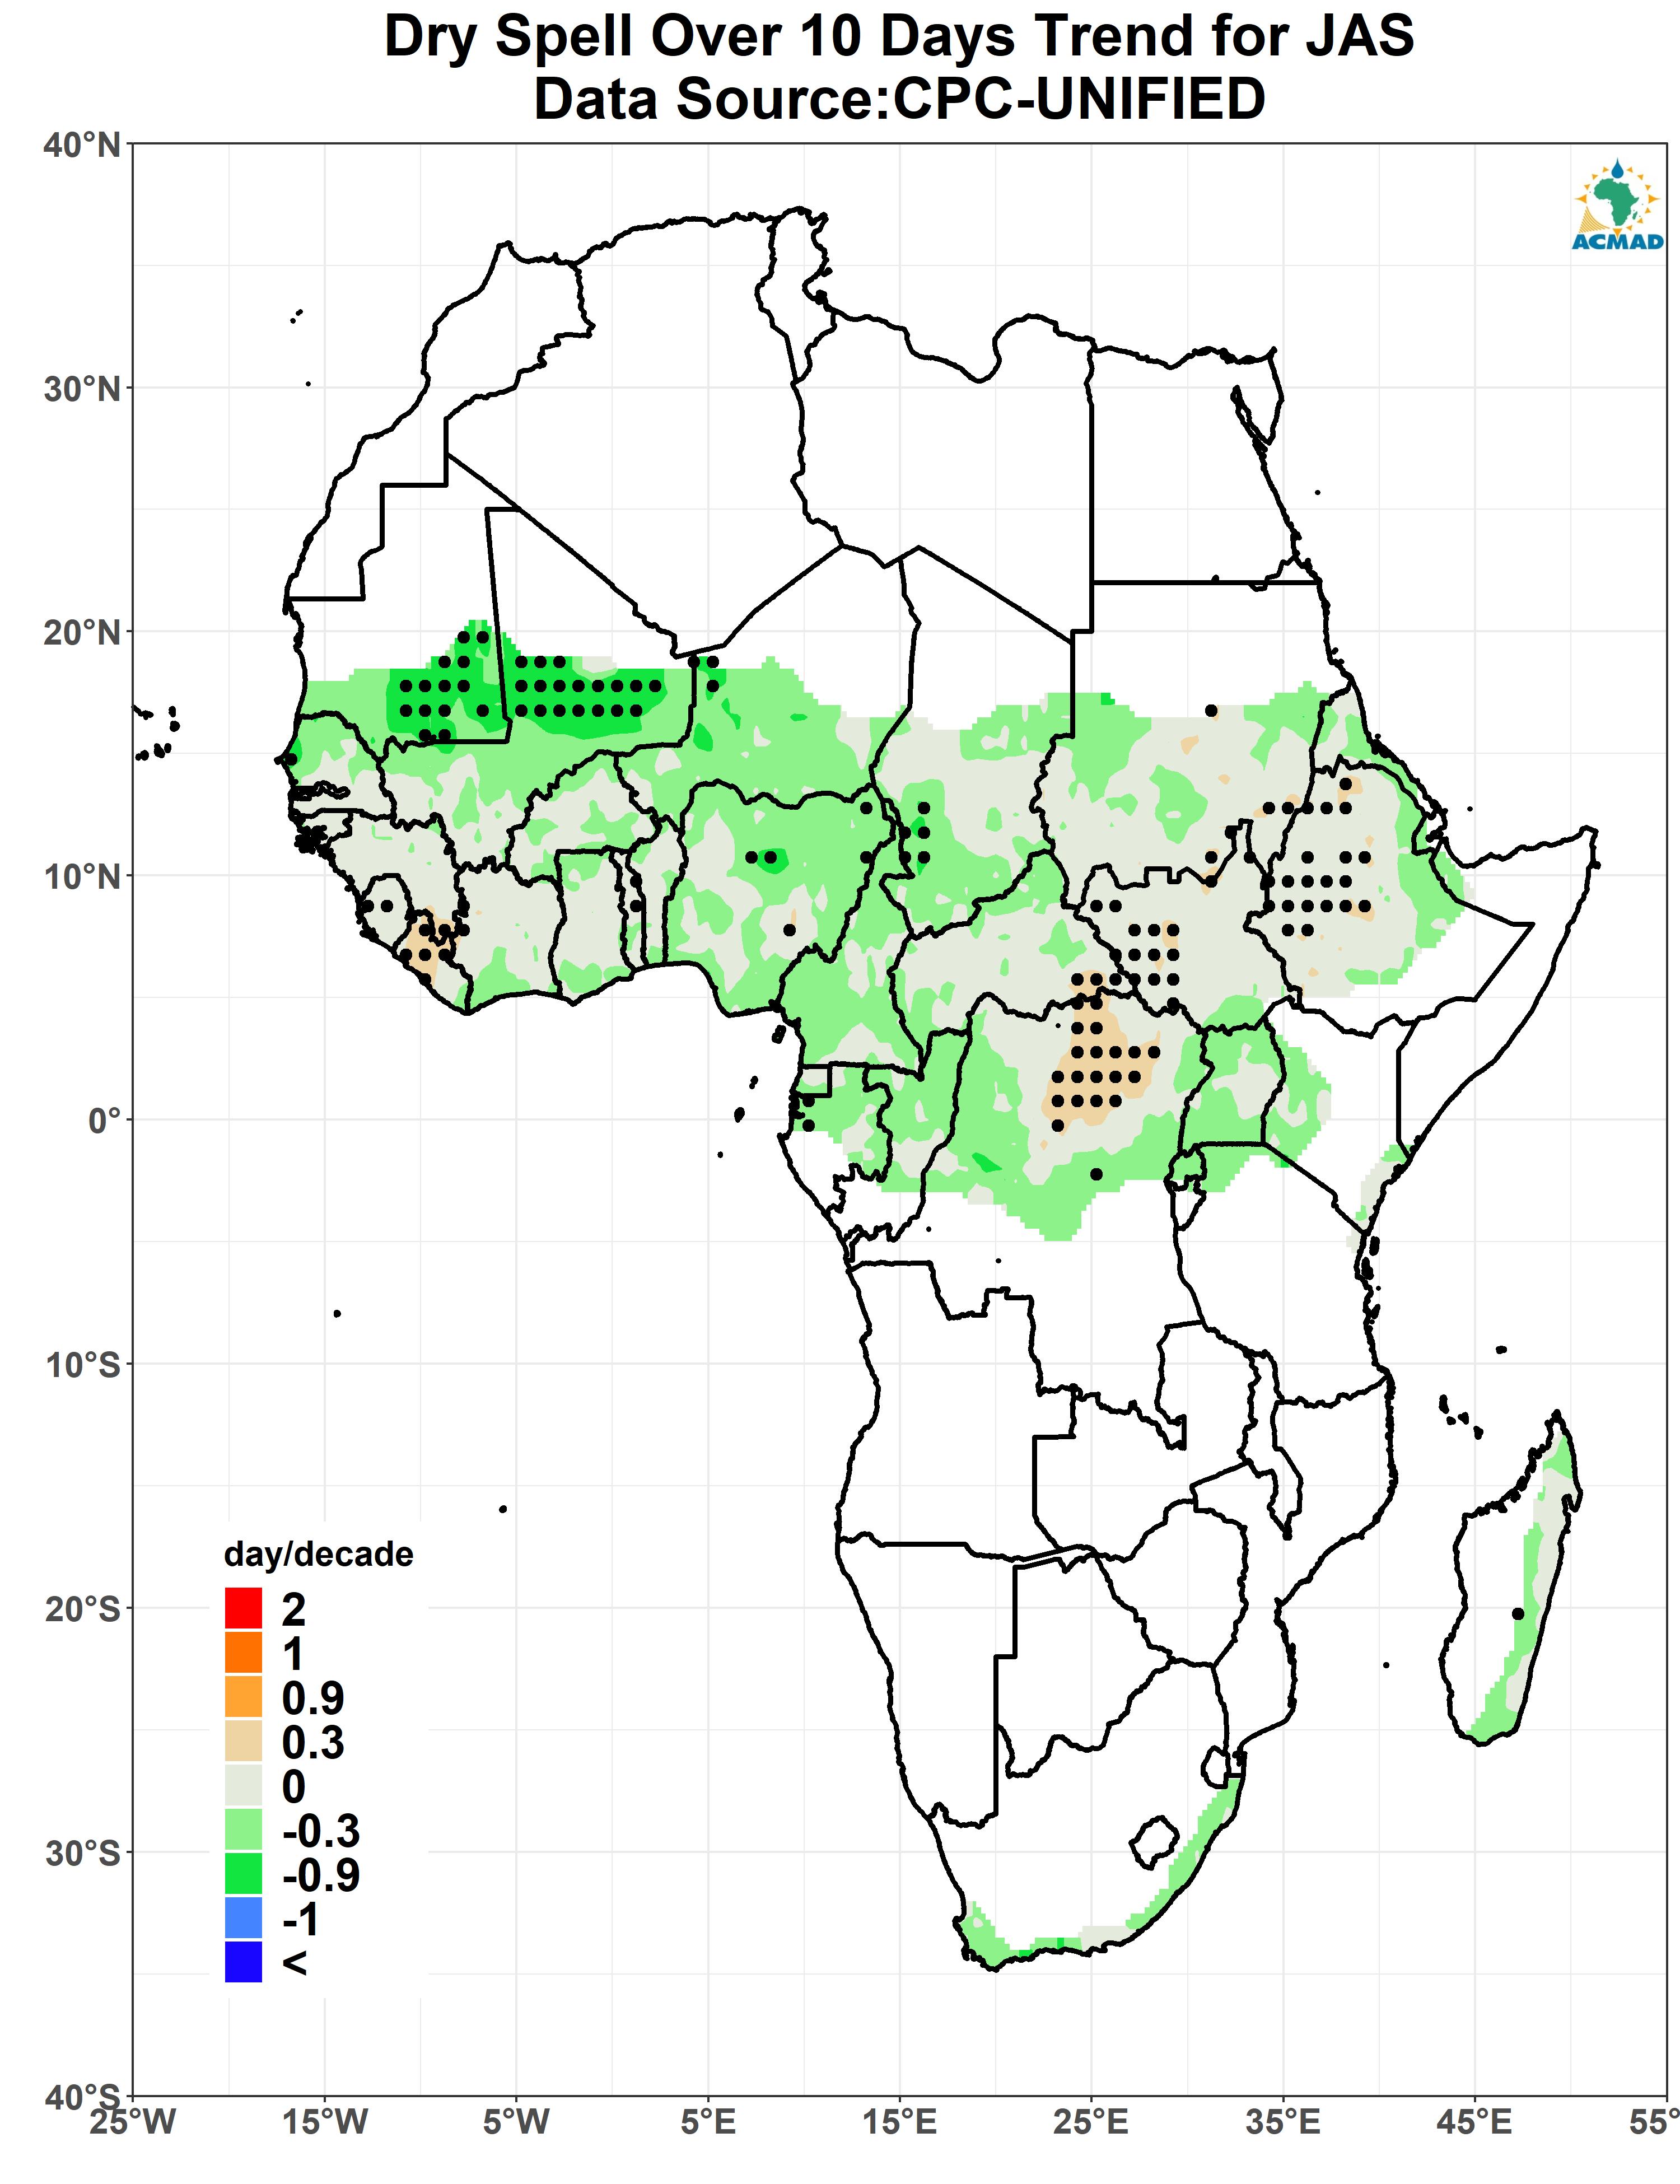 Dry Spell Over 10 Days Trend for JAS
Data Source:CPC-UNIFIED
40°N
30°N
20°N
10°N
0°
10°S
20°S
30°S
40°S
ACMAD
day/decade
2
1
0.9
0.3
0
-0.3
-0.9
-1
<
25°W
15°W
5°W
5°E
15°E
25°E
35°E
45°E
55°